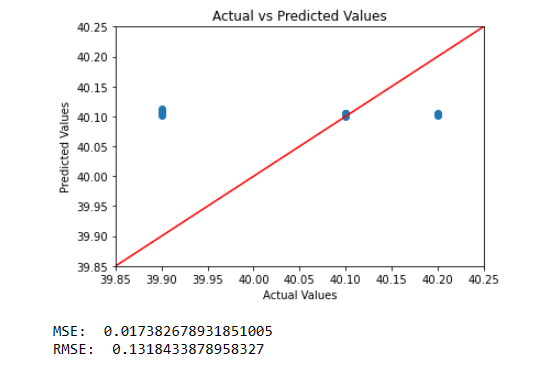 Actual vs Predicted Values
Predicted Values
40.25
40.20
40.15
40.10
40.05
40.00
39.95
39.90
39.85
39.85 39.90 39.95 40.00 40.05 40.10 40.15 40.20 40.25
Actual Values
MSE: 0.017382678931851005
RMSE: 0.1318433878958327